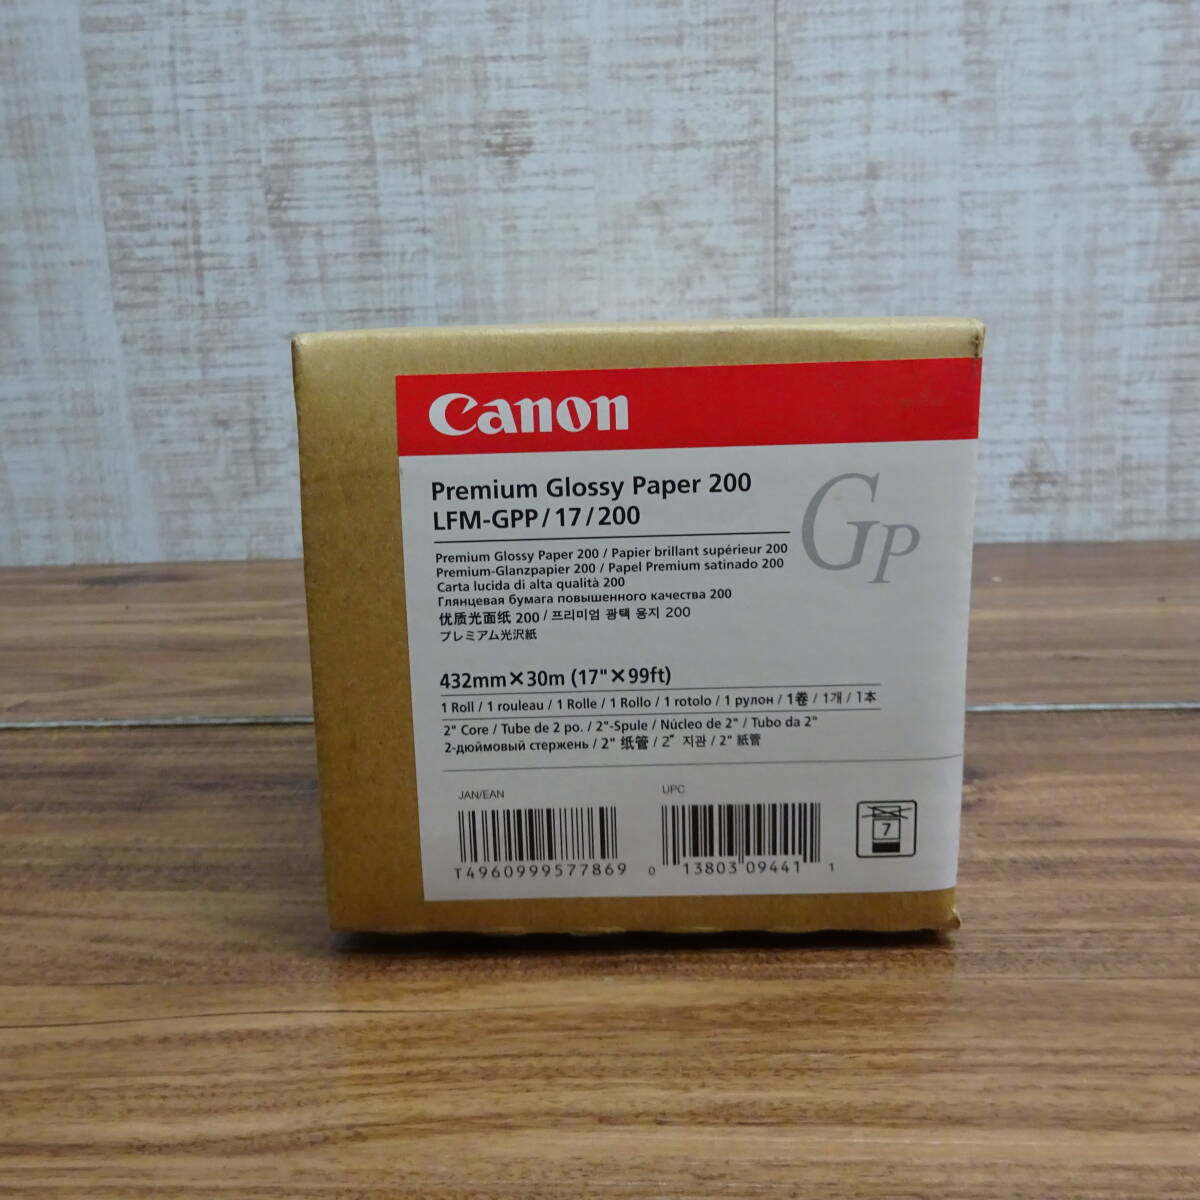 Canon
Premium Glossy Paper 200
LFM-GPP/17/200
GP
Premium Glossy Paper 200 / Papier brillant supérieur 200
Premium-Glanzpapier 200 / Papel Premium satinado 200
Carta lucida di alta qualità 200
Глянцевая бумага повышенного качества 200
优质光面纸 200 / 프리미엄 광택 용지 200
プレミアム光沢紙
432mm×30m (17"×99ft)
1 Roll / 1 rouleau / 1 Rolle / 1 Rollo / 1 rotolo / 1 рулон / 1卷 / 1개 / 1本
2" Core / Tube de 2 po. / 2"-Spule / Núcleo de 2" / Tubo da 2"
2-дюймовый стержень / 2" 纸管 / 2" 지관 / 2" 紙管
JAN/EAN
T4960999577869
UPC
0 13803 09441 1
7